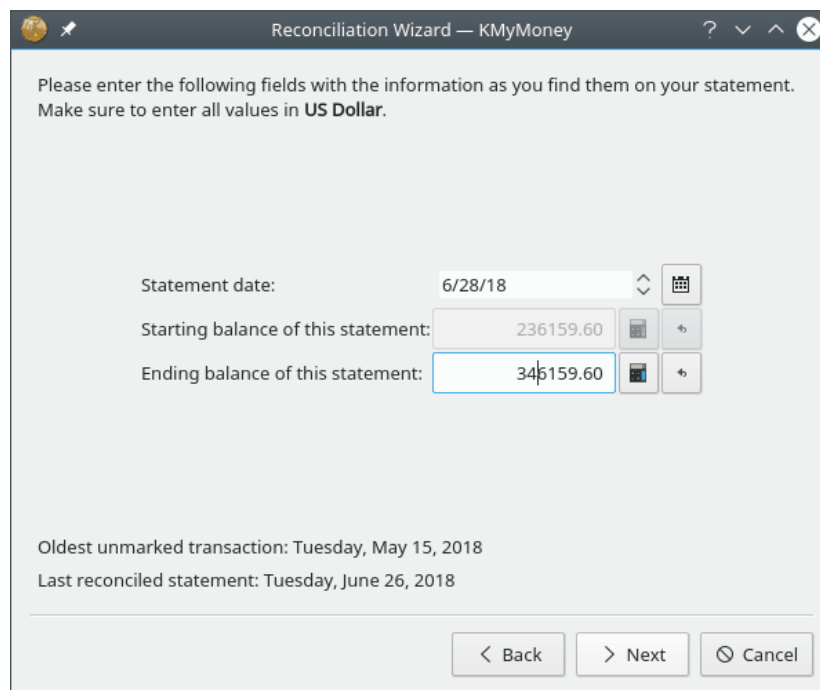 Reconciliation Wizard — KMyMoney
Please enter the following fields with the information as you find them on your statement.
Make sure to enter all values in US Dollar.
Statement date: 6/28/18
Starting balance of this statement: 236159.60
Ending balance of this statement: 346159.60
Oldest unmarked transaction: Tuesday, May 15, 2018
Last reconciled statement: Tuesday, June 26, 2018
Back Next Cancel